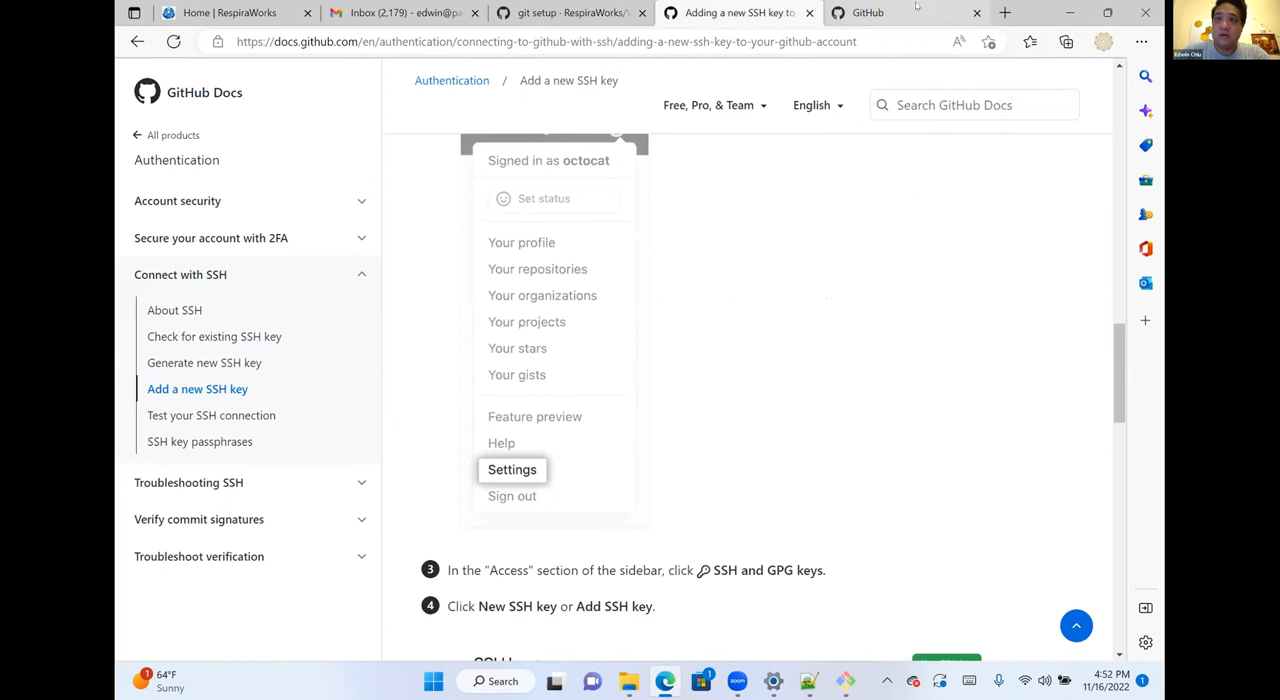 Home | RespiraWorks
Inbox (2,179) - edwin@pa
git setup · RespiraWorks/V
Adding a new SSH key to
GitHub
https://docs.github.com/en/authentication/connecting-to-github-with-ssh/adding-a-new-ssh-key-to-your-github-account
Edwin Chiu
GitHub Docs
All products
Authentication
Account security
Secure your account with 2FA
Connect with SSH
About SSH
Check for existing SSH key
Generate new SSH key
Add a new SSH key
Test your SSH connection
SSH key passphrases
Troubleshooting SSH
Verify commit signatures
Troubleshoot verification
Authentication / Add a new SSH key
Free, Pro, & Team English Search GitHub Docs
Signed in as octocat
Set status
Your profile
Your repositories
Your organizations
Your projects
Your stars
Your gists
Feature preview
Help
Settings
Sign out
3 In the "Access" section of the sidebar, click SSH and GPG keys.
4 Click New SSH key or Add SSH key.
64°F
Sunny
Search
4:52 PM
11/16/2022